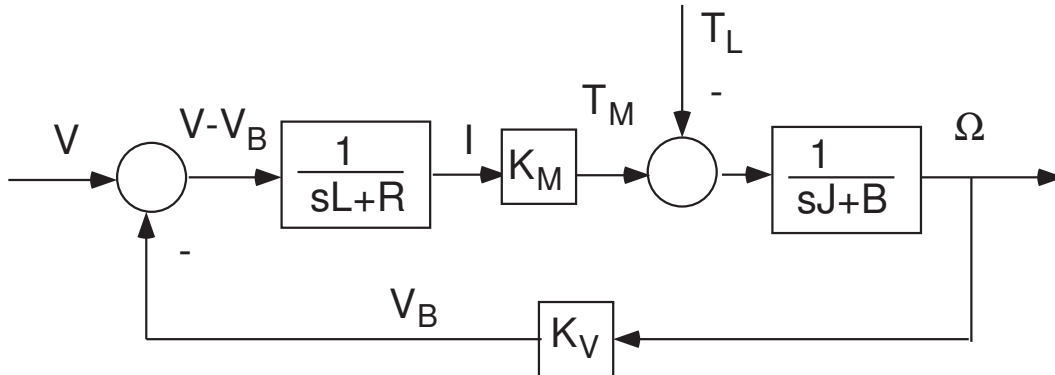 T_L
-
V
V-V_B
1
sL+R
I
K_M
T_M
1
sJ+B
Ω
-
V_B
K_V